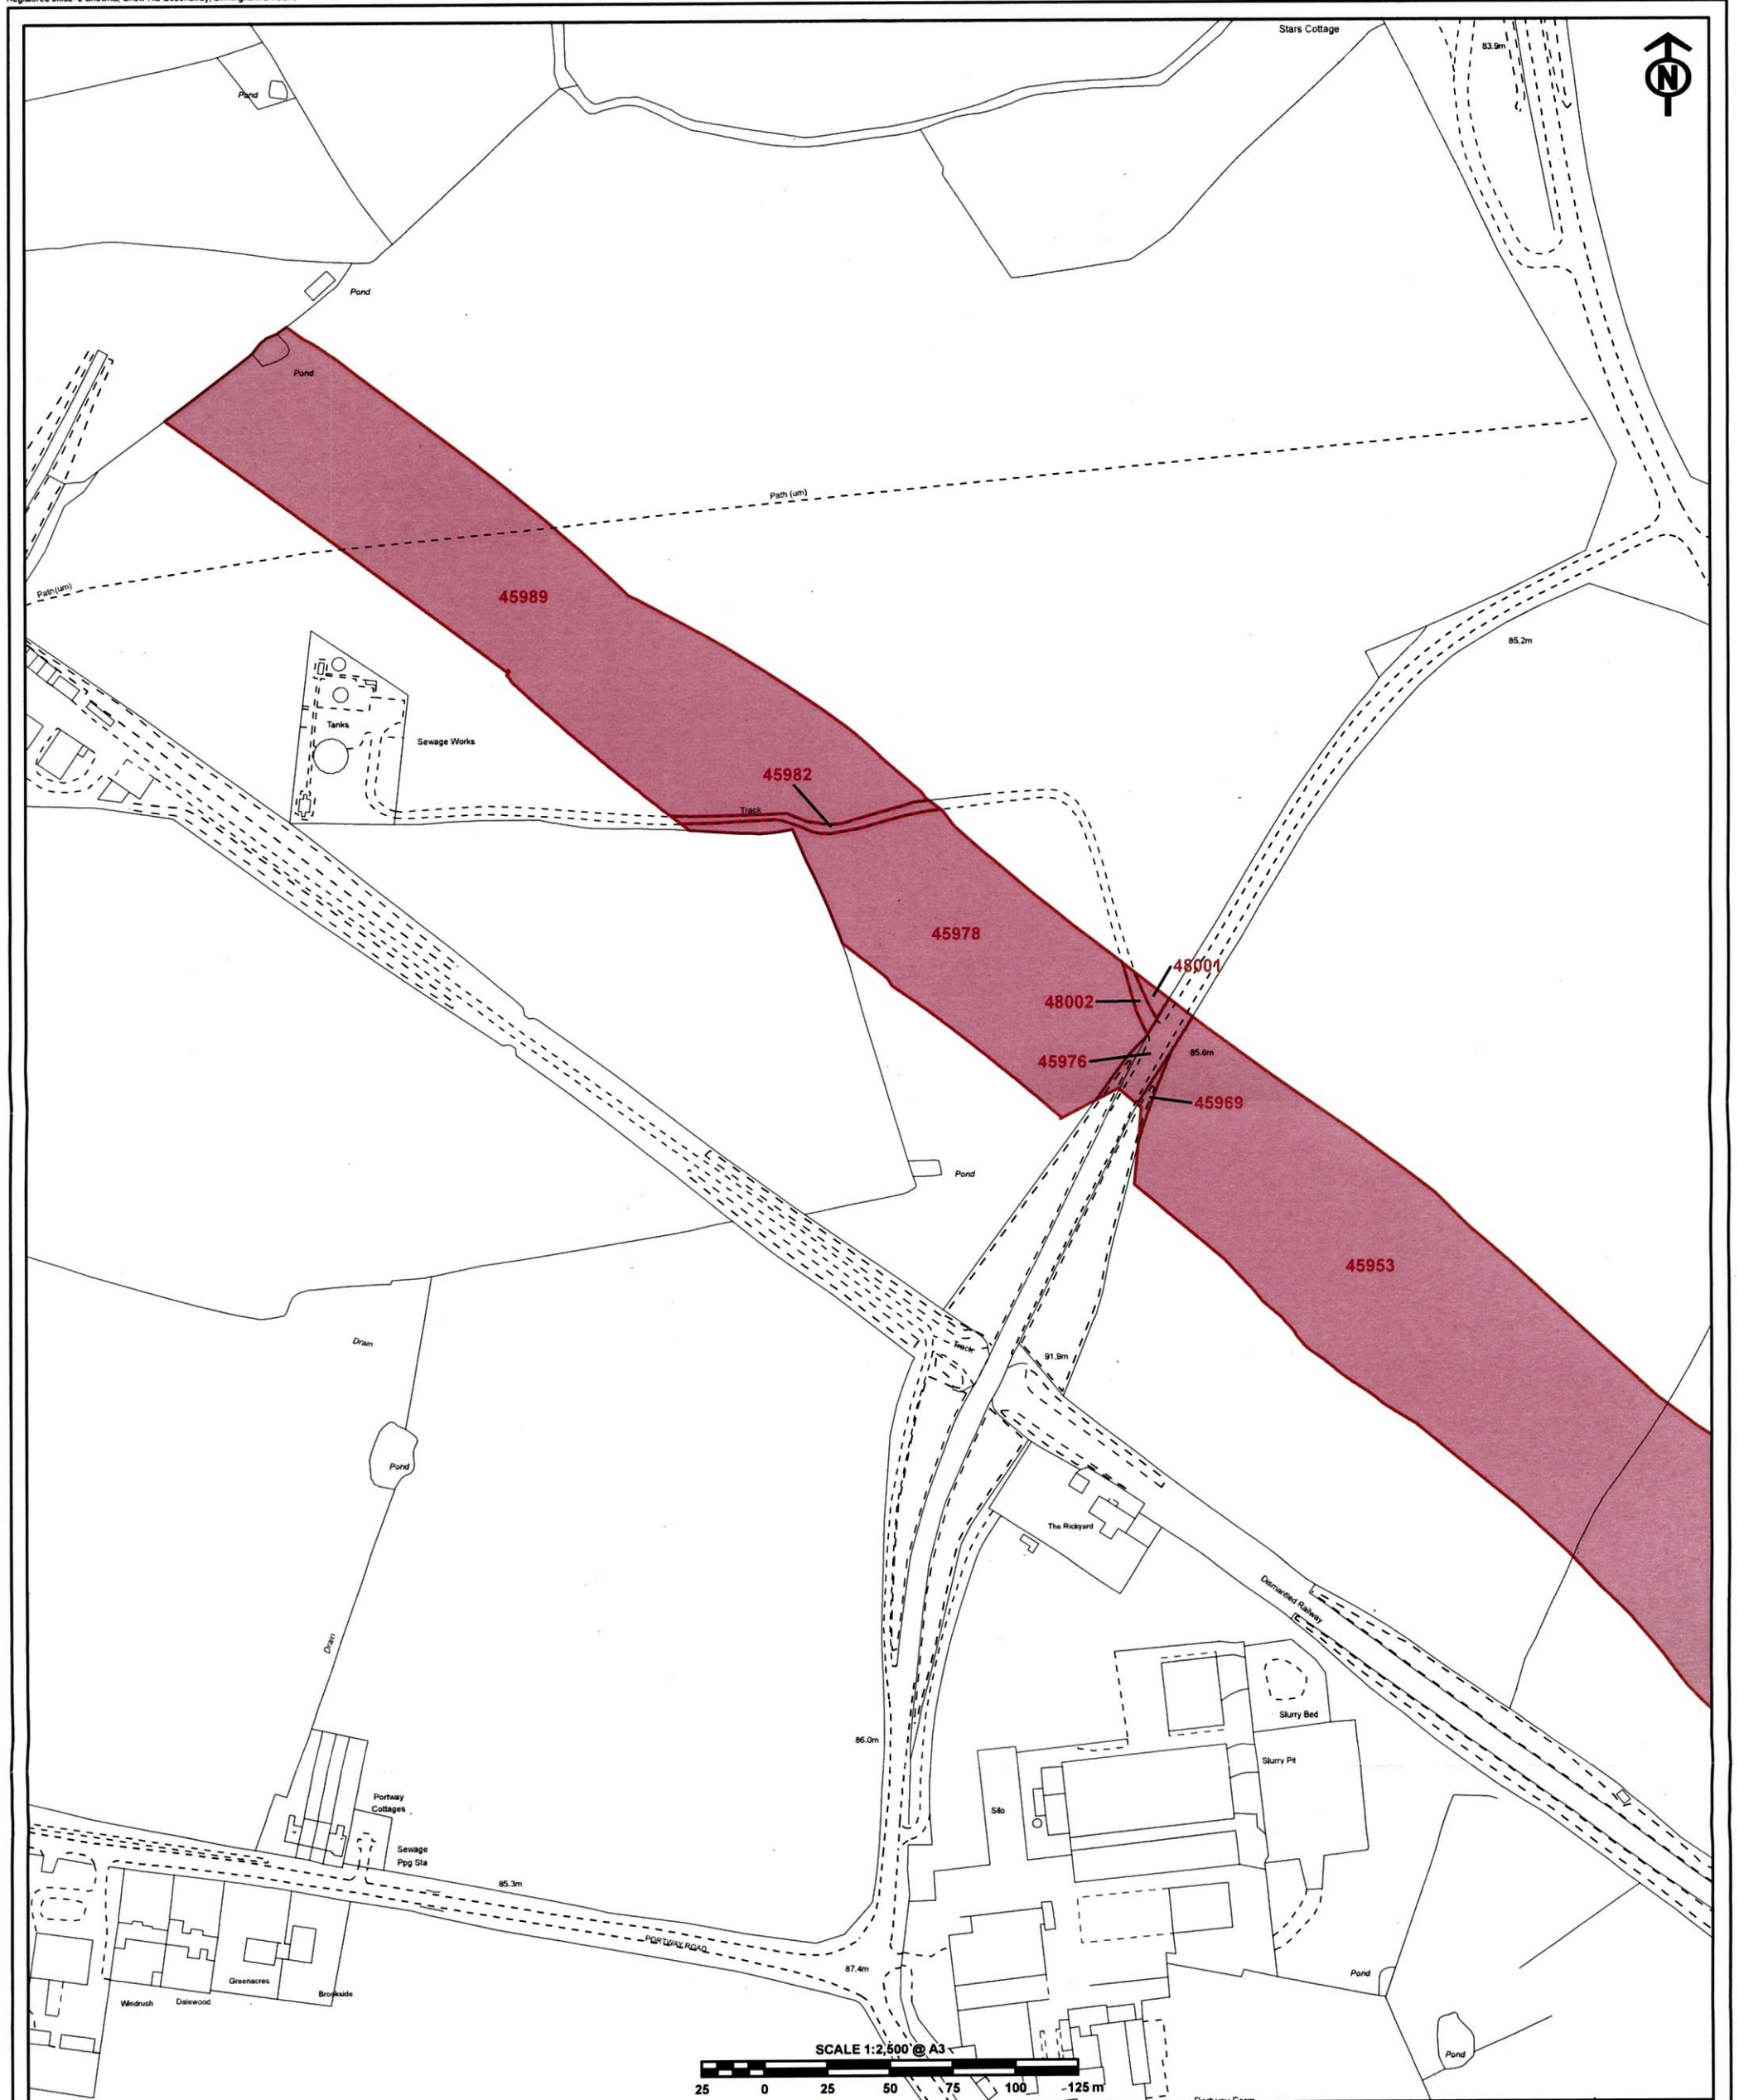 Stars Cottage
83.9m
N
Pond
Pond
Pond
Path (um)
Path(um)
45989
85.2m
Tanks
Sewage Works
45982
Track
45978
48001
48002
45976
85.6m
45969
Pond
45953
Drain
Track
91.9m
Pond
The Rickyard
Dismantled Railway
Drain
Slurry Bed
86.0m
Slurry Pit
Portway
Cottages
Silo
Sewage
Ppg Sta
85.3m
PORTWAY ROAD
87.4m
Greenacres
Pond
Brookside
Windrush
Dalewood
SCALE 1:2,500 @ A3
Pond
25 0 25 50 75 100 125 m